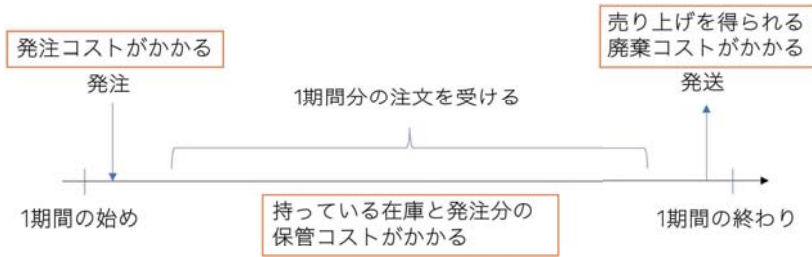 発注コストがかかる
発注
1期間分の注文を受ける
売り上げを得られる
廃棄コストがかかる
発送
1期間の始め
持っている在庫と発注分の
保管コストがかかる
1期間の終わり